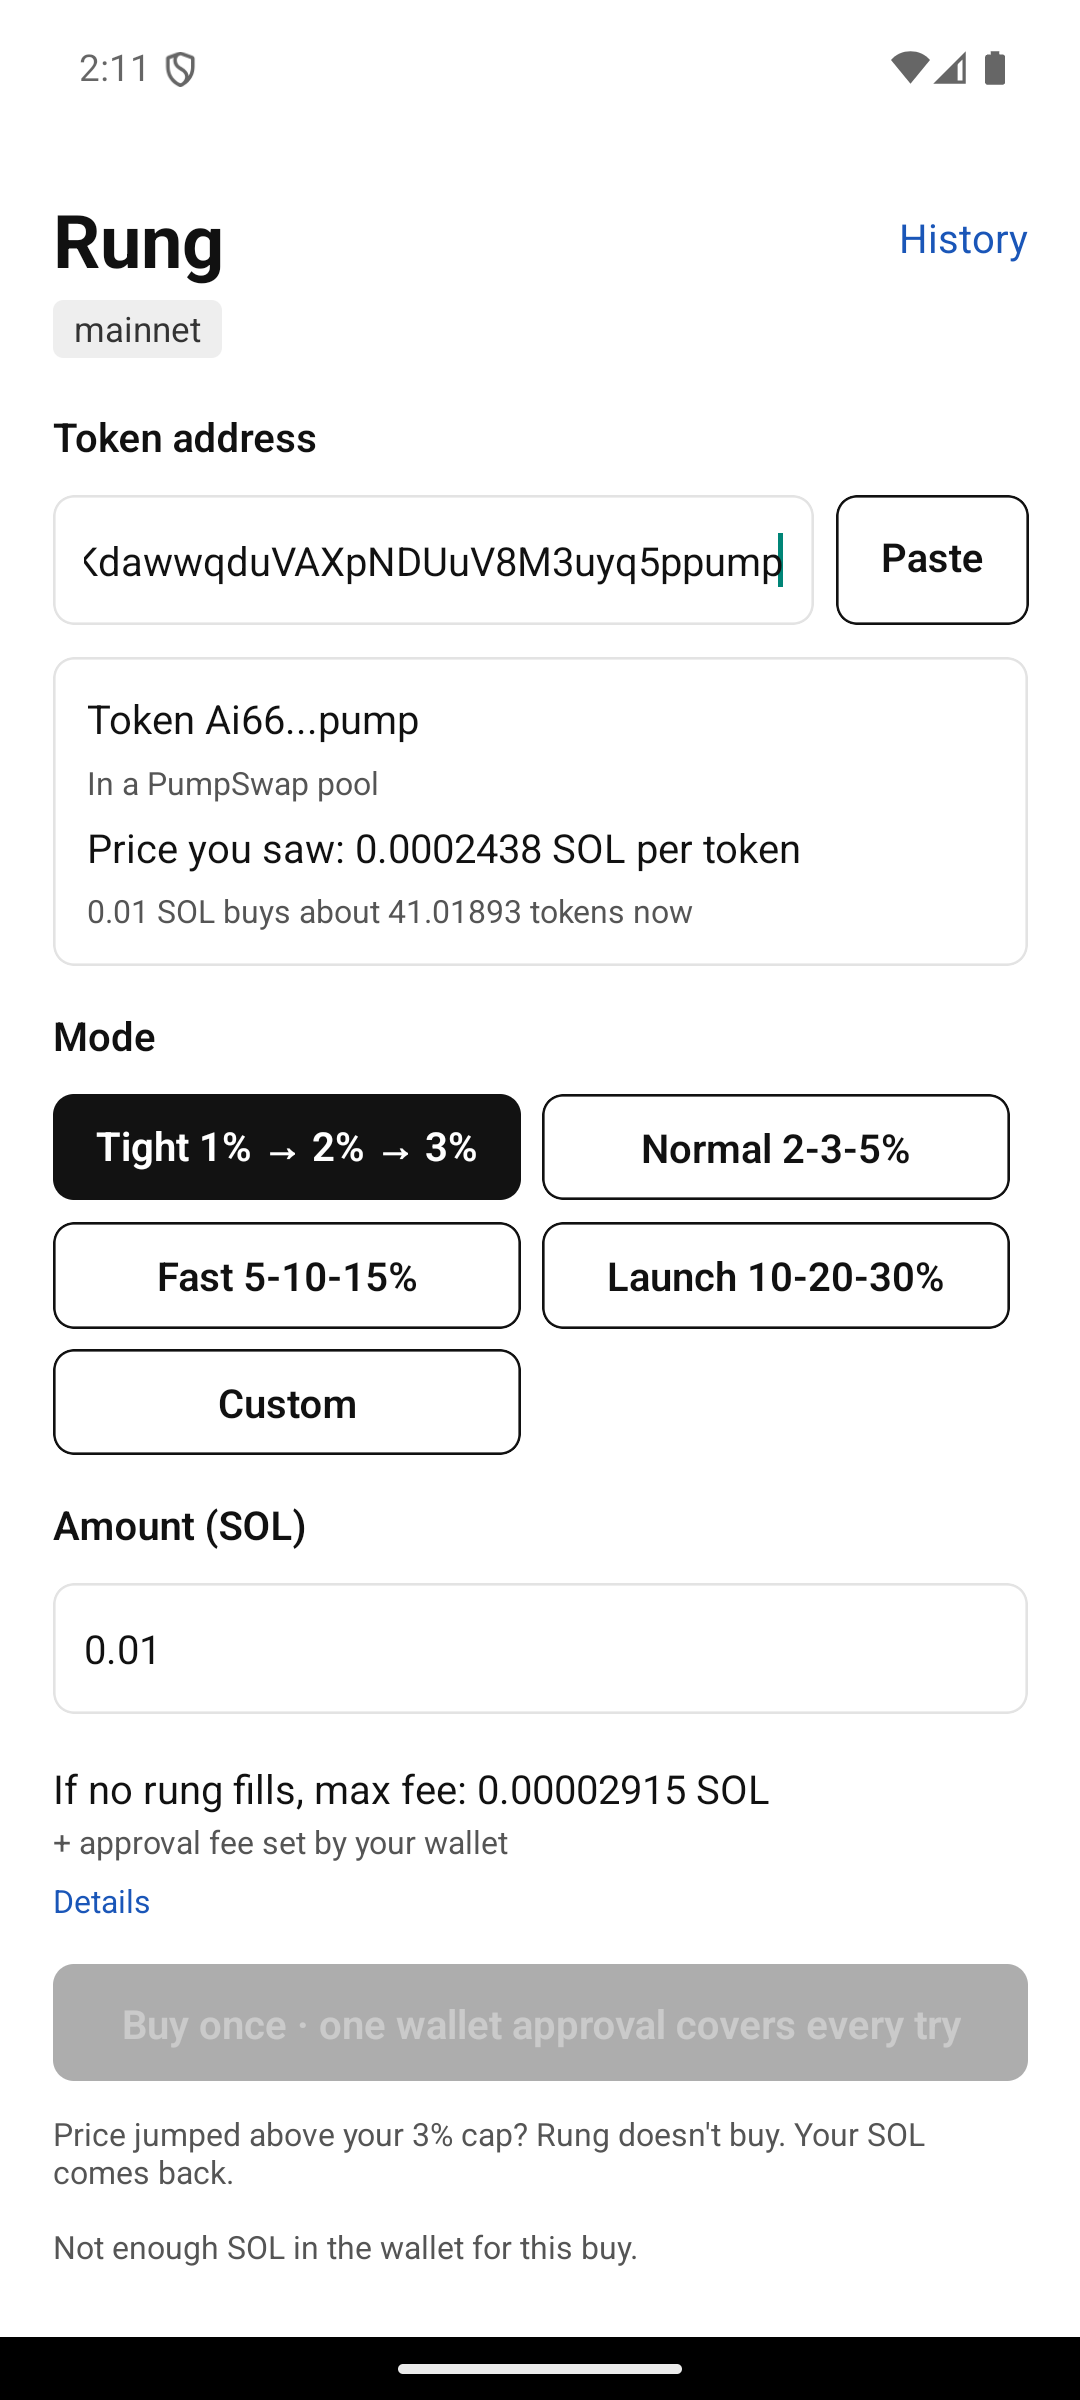 2:11
Rung
History
mainnet
Token address
XdawwqduVAXpNDUuV8M3uyq5ppump
Paste
Token Ai66...pump
In a PumpSwap pool
Price you saw: 0.0002438 SOL per token
0.01 SOL buys about 41.01893 tokens now
Mode
Tight 1% → 2% → 3%
Normal 2-3-5%
Fast 5-10-15%
Launch 10-20-30%
Custom
Amount (SOL)
0.01
If no rung fills, max fee: 0.00002915 SOL
+ approval fee set by your wallet
Details
Buy once · one wallet approval covers every try
Price jumped above your 3% cap? Rung doesn't buy. Your SOL
comes back.
Not enough SOL in the wallet for this buy.